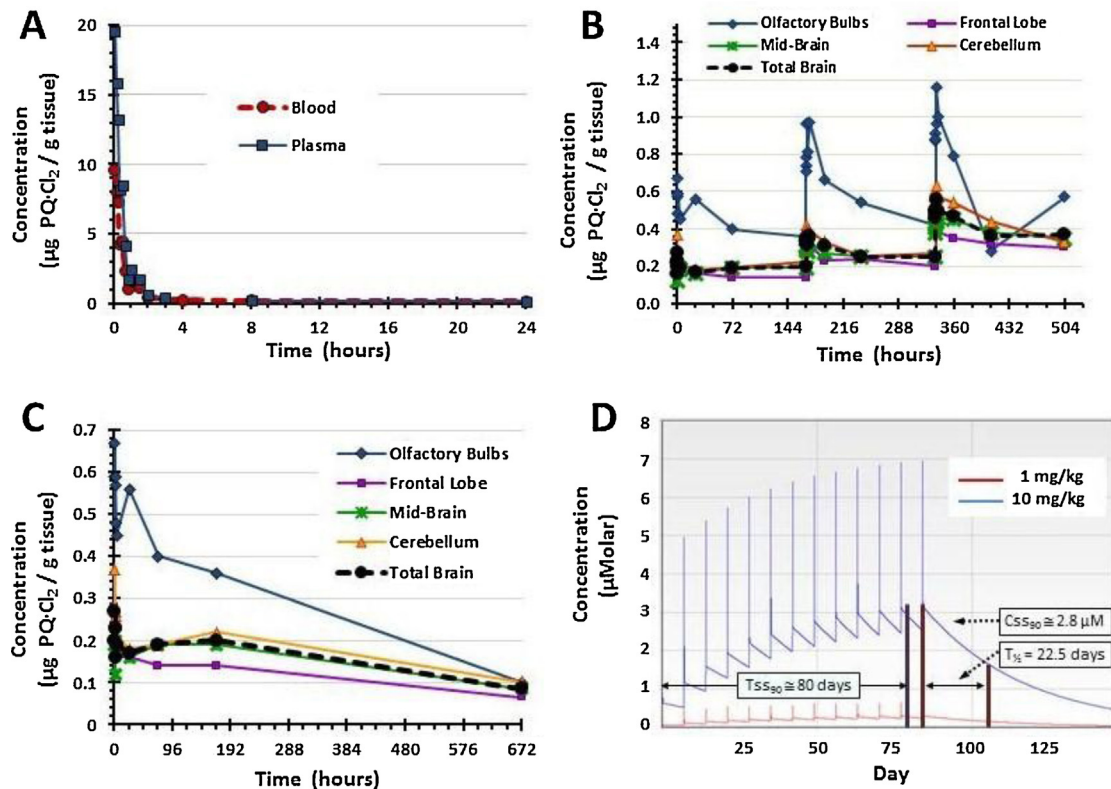 A
Concentration
(µg PQ·Cl₂ / g tissue)
20
15
10
5
0
Blood
Plasma
0 4 8 12 16 20 24
Time (hours)
B
Olfactory Bulbs Frontal Lobe
Mid-Brain Cerebellum
Total Brain
Concentration
(µg PQ·Cl₂ / g tissue)
1.4
1.2
1.0
0.8
0.6
0.4
0.2
0.0
0 72 144 216 288 360 432 504
Time (hours)
C
Concentration
(µg PQ·Cl₂ / g tissue)
0.7
0.6
0.5
0.4
0.3
0.2
0.1
0
Olfactory Bulbs
Frontal Lobe
Mid-Brain
Cerebellum
Total Brain
0 96 192 288 384 480 576 672
Time (hours)
D
Concentration
(µMolar)
8
7
6
5
4
3
2
1
0
1 mg/kg
10 mg/kg
Css₉₀ ≅ 2.8 µM
T½ = 22.5 days
Tss₉₀ ≅ 80 days
25 50 75 100 125
Day